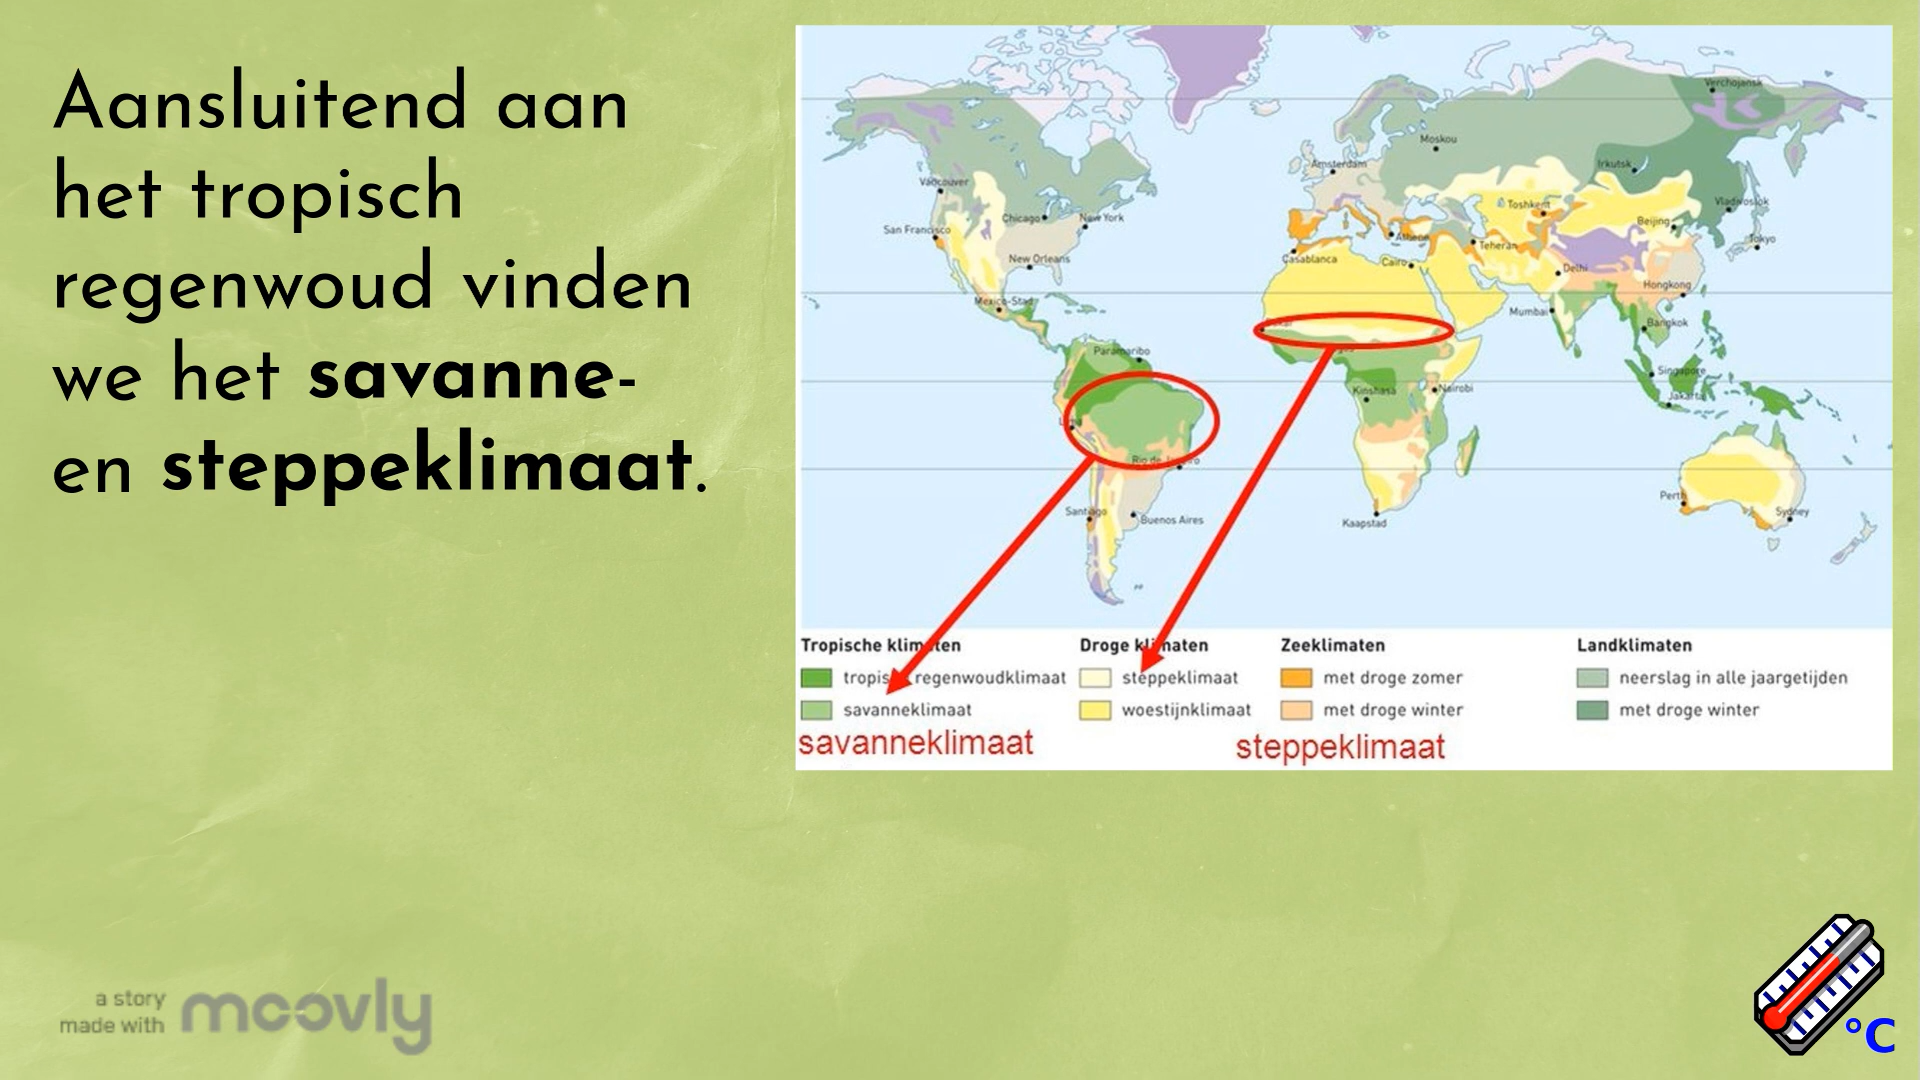 Aansluitend aan
het tropisch
regenwoud vinden
we het savanne-
en steppeklimaat.
Verchojansk
Moskou
Amsterdam
Irkutsk
Vancouver
Toshkent
Vladivostok
Chicago
New York
Beijing
San Francisco
Athene
Teheran
Tokyo
New Orleans
Casablanca
Cairo
Delhi
Hongkong
Mexico-Stad
Mumbai
Bangkok
Paramaribo
Singapore
Kinshasa
Nairobi
Jakarta
Perth
Santiago
Buenos Aires
Kaapstad
Sydney
Tropische klimaten
tropisch regenwoudklimaat
savanneklimaat
Droge klimaten
steppeklimaat
woestijnklimaat
Zeeklimaten
met droge zomer
met droge winter
Landklimaten
neerslag in alle jaargetijden
met droge winter
savanneklimaat
steppeklimaat
a story
made with moovly
°C